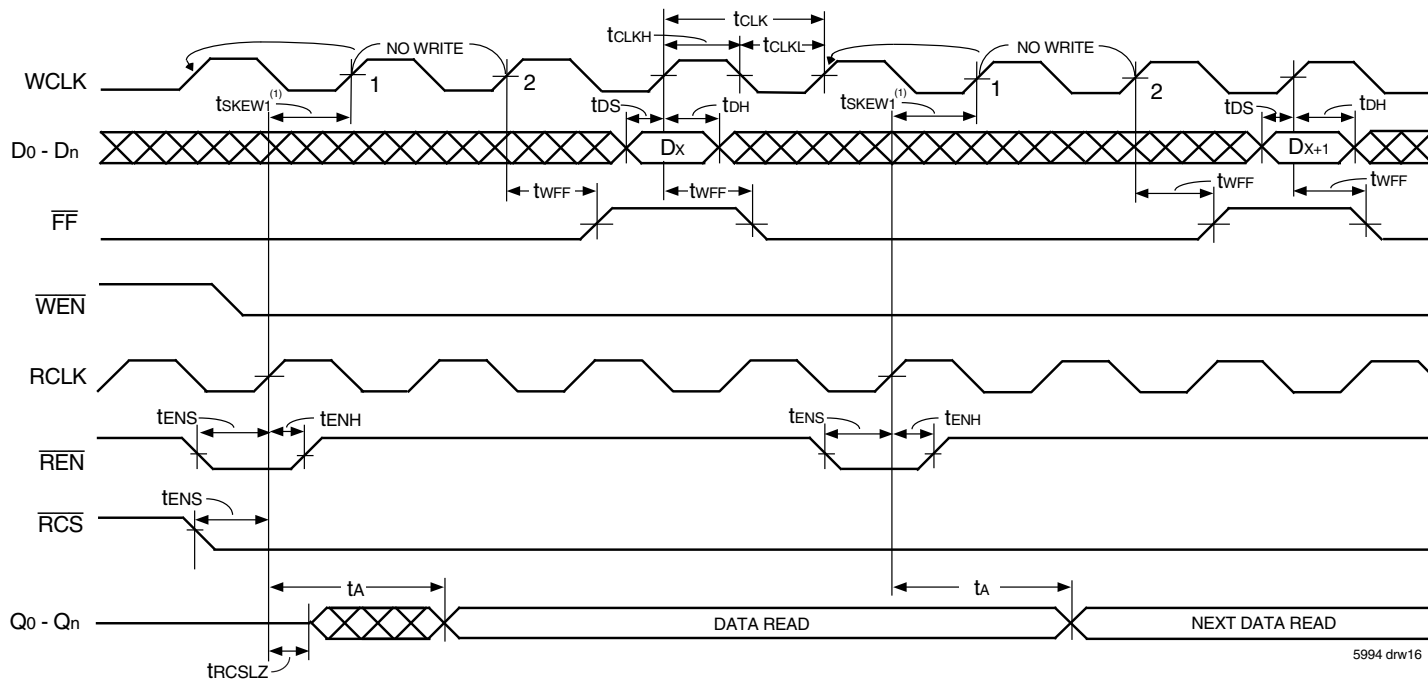 tCLK
tCLKH
tCLKL
NO WRITE
NO WRITE
WCLK
1
2
1
2
tSKEW1(1)
tDS
tDH
tSKEW1(1)
tDS
tDH
D0 - Dn
DX
DX+1
tWFF
tWFF
tWFF
tWFF
FF
WEN
RCLK
tENS
tENH
tENS
tENH
REN
tENS
RCS
tA
tA
Q0 - Qn
DATA READ
NEXT DATA READ
tRCSLZ
5994 drw16